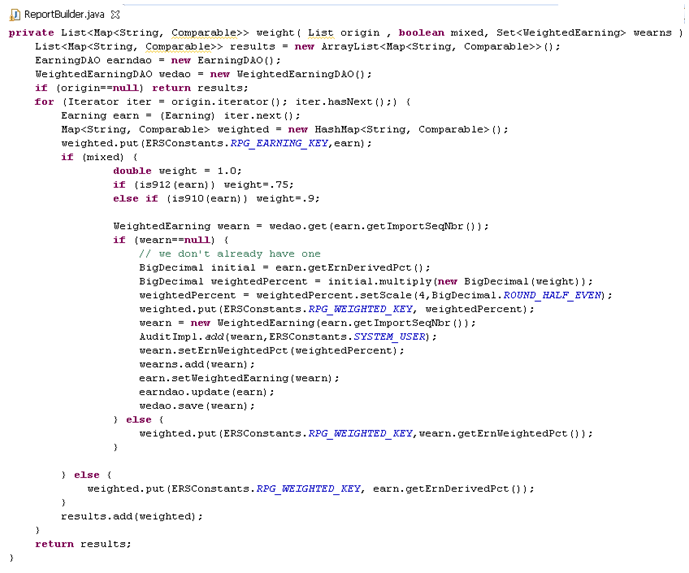 ReportBuilder.java
private List<Map<String, Comparable>> weight( List origin , boolean mixed, Set<WeightedEarning> wearns )
List<Map<String, Comparable>> results = new ArrayList<Map<String, Comparable>>();
EarningDAO earndao = new EarningDAO();
WeightedEarningDAO wedao = new WeightedEarningDAO();
if (origin==null) return results;
for (Iterator iter = origin.iterator(); iter.hasNext();) {
Earning earn = (Earning) iter.next();
Map<String, Comparable> weighted = new HashMap<String, Comparable>();
weighted.put(ERSConstants.RPG_EARNING_KEY,earn);
if (mixed) {
double weight = 1.0;
if (is912(earn)) weight=.75;
else if (is910(earn)) weight=.9;
WeightedEarning wearn = wedao.get(earn.getImportSeqNbr());
if (wearn==null) {
// we don't already have one
BigDecimal initial = earn.getErnDerivedPct();
BigDecimal weightedPercent = initial.multiply(new BigDecimal(weight));
weightedPercent = weightedPercent.setScale(4,BigDecimal.ROUND_HALF_EVEN);
weighted.put(ERSConstants.RPG_WEIGHTED_KEY, weightedPercent);
wearn = new WeightedEarning(earn.getImportSeqNbr());
AuditImpl.add(wearn,ERSConstants.SYSTEM_USER);
wearn.setErnWeightedPct(weightedPercent);
wearns.add(wearn);
earn.setWeightedEarning(wearn);
earndao.update(earn);
wedao.save(wearn);
} else {
weighted.put(ERSConstants.RPG_WEIGHTED_KEY,wearn.getErnWeightedPct());
}
} else {
weighted.put(ERSConstants.RPG_WEIGHTED_KEY, earn.getErnDerivedPct());
}
results.add(weighted);
}
return results;
}